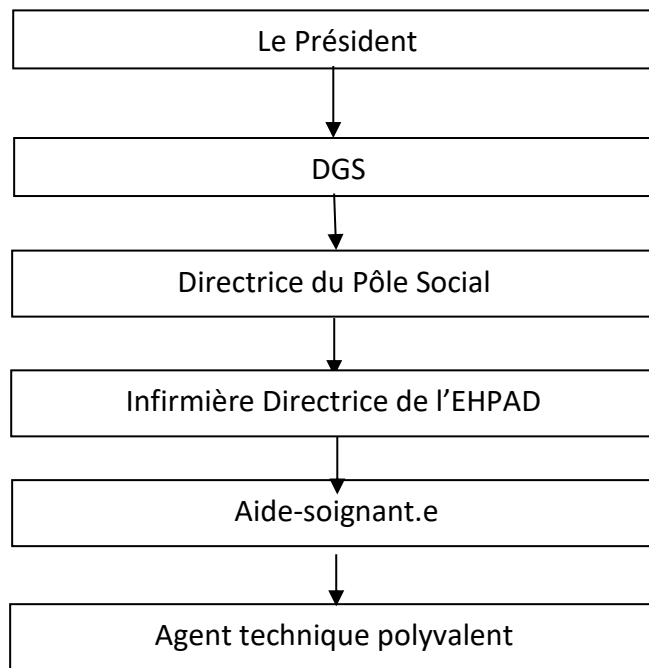 Le Président
DGS
Directrice du Pôle Social
Infirmière Directrice de l’EHPAD
Aide-soignant.e
Agent technique polyvalent